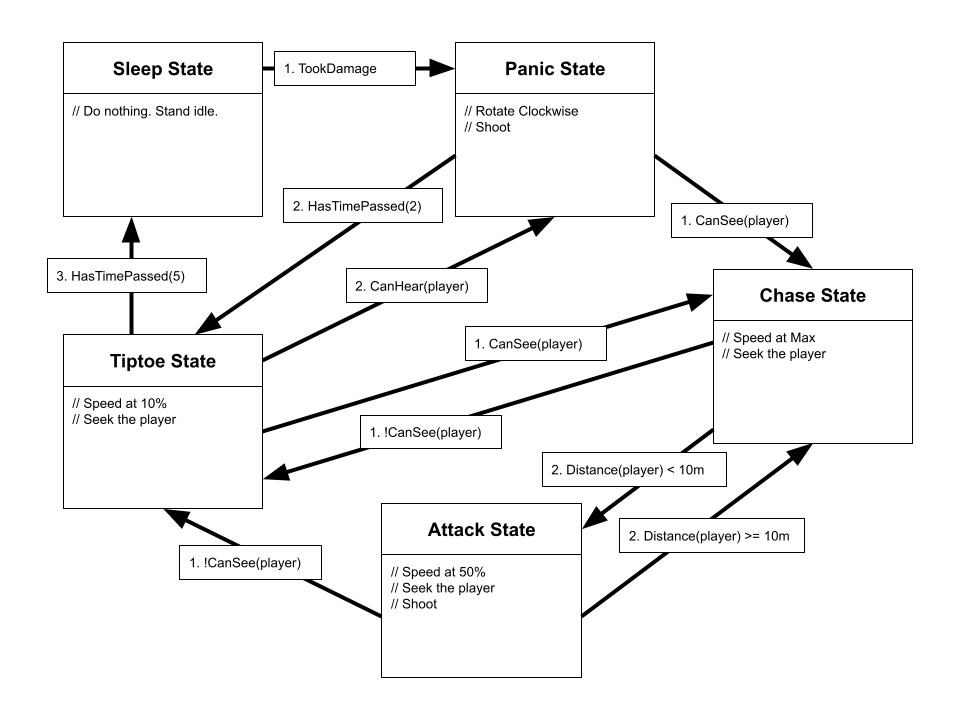 Sleep State
// Do nothing. Stand idle.
1. TookDamage
Panic State
// Rotate Clockwise
// Shoot
2. HasTimePassed(2)
1. CanSee(player)
3. HasTimePassed(5)
2. CanHear(player)
Chase State
// Speed at Max
// Seek the player
1. CanSee(player)
Tiptoe State
// Speed at 10%
// Seek the player
1. !CanSee(player)
2. Distance(player) < 10m
Attack State
// Speed at 50%
// Seek the player
// Shoot
2. Distance(player) >= 10m
1. !CanSee(player)